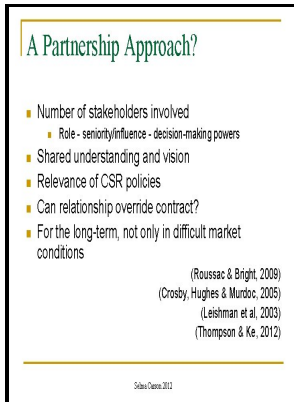 A Partnership Approach?
Number of stakeholders involved
Role - seniority/influence - decision-making powers
Shared understanding and vision
Relevance of CSR policies
Can relationship override contract?
For the long-term, not only in difficult market
conditions
(Roussac & Bright, 2009)
(Crosby, Hughes & Murdoc, 2005)
(Leishman et al, 2003)
(Thompson & Ke, 2012)
Selma Carson 2012